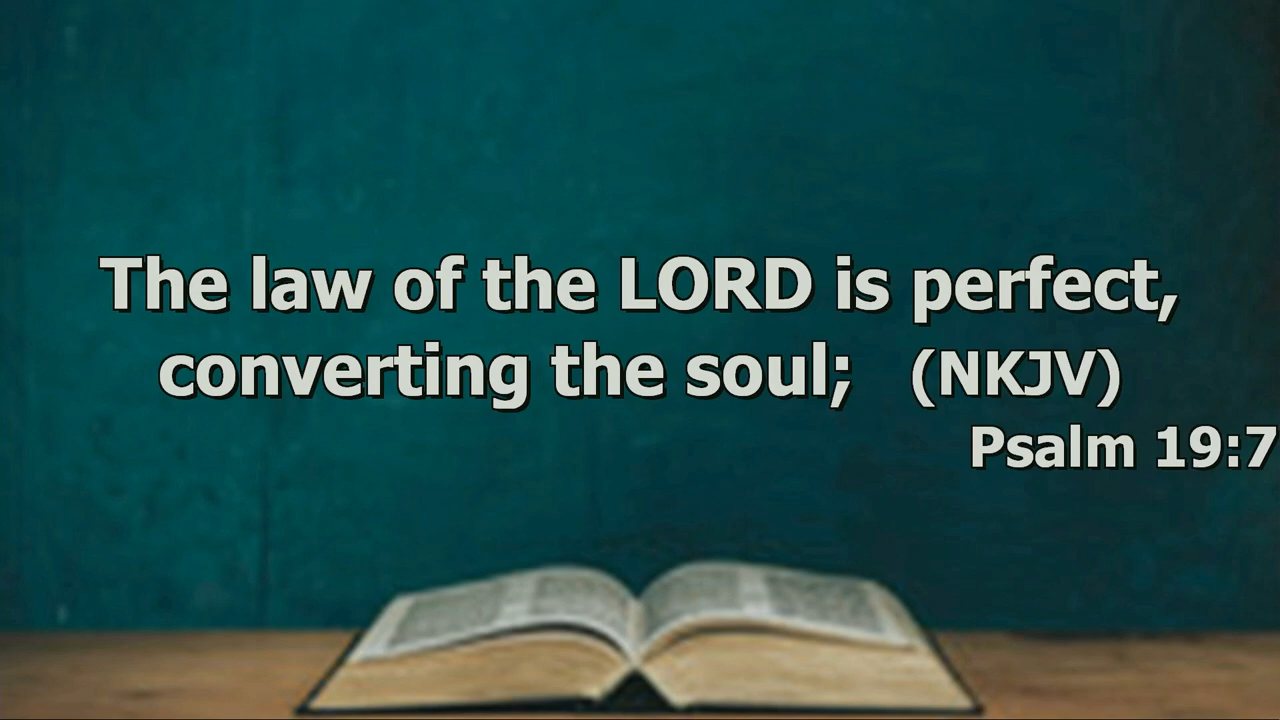 The law of the LORD is perfect,
converting the soul; (NKJV)
Psalm 19:7